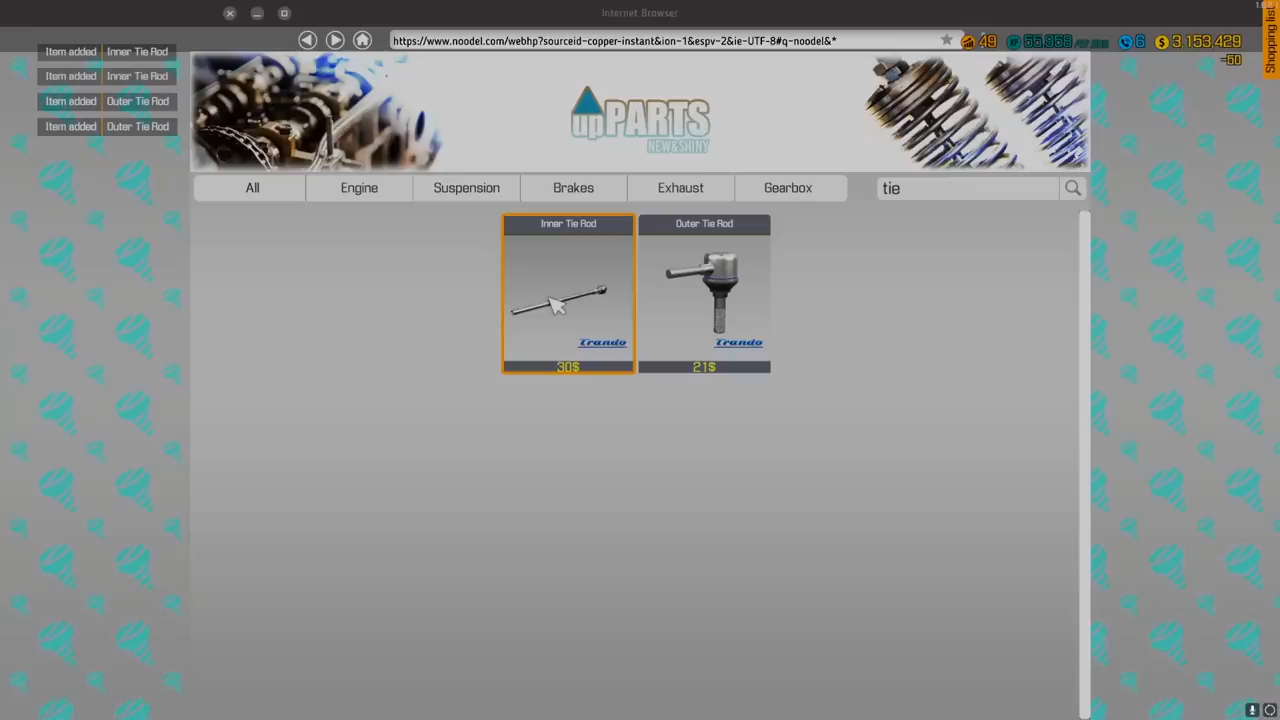 Internet Browser
https://www.noodel.com/webhp?sourceid-copper-instant&ion-1&espv-2&ie-UTF-8#q-noodel&*
49
6
3,153,429
-60
Shopping list
Item added Inner Tie Rod
Item added Inner Tie Rod
Item added Outer Tie Rod
Item added Outer Tie Rod
upPARTS
NEW&SHINY
All Engine Suspension Brakes Exhaust Gearbox tie
Inner Tie Rod Outer Tie Rod
Trando Trando
30$ 21$